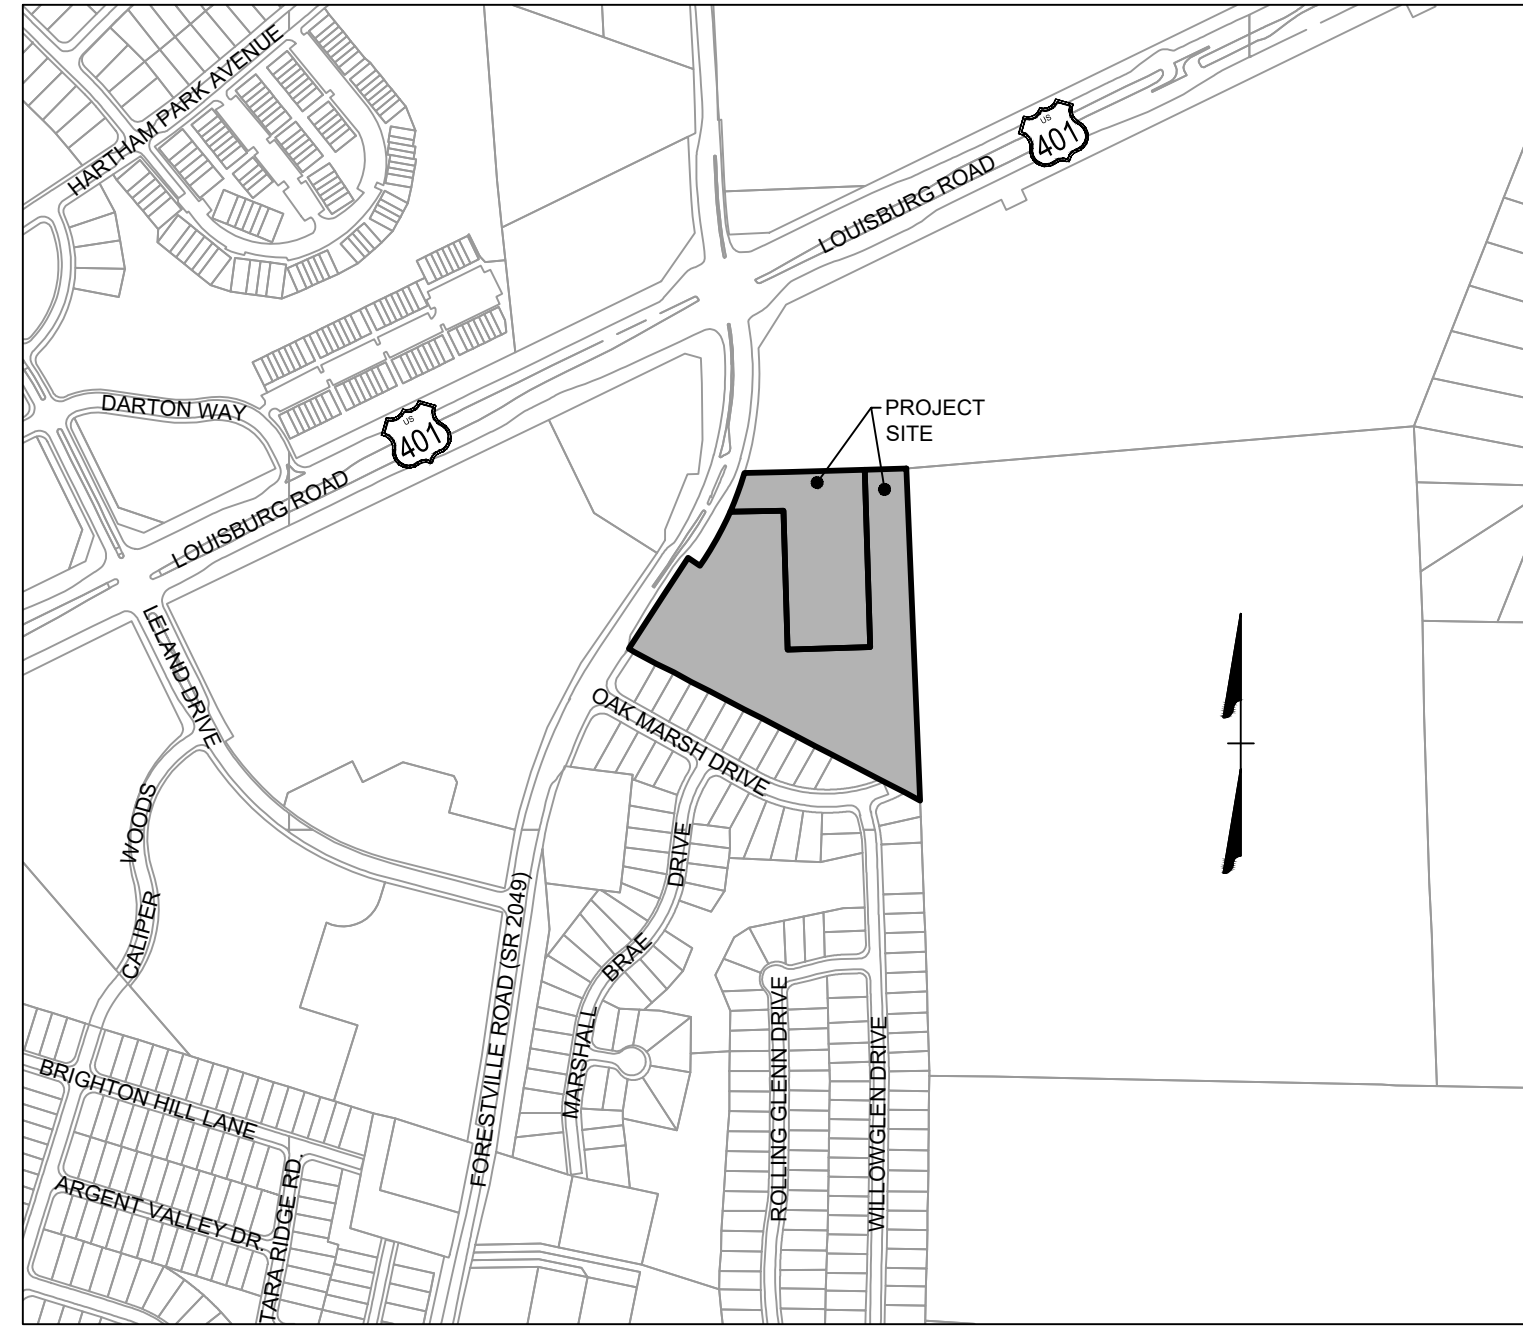 HARTHAM PARK AVENUE
US
401
LOUISBURG ROAD
DARTON WAY
US
401
PROJECT
SITE
LOUISBURG ROAD
LELAND DRIVE
OAK MARSH DRIVE
CALIPER WOODS
MARSHALL BRAE DRIVE
FORESTVILLE ROAD (SR 2049)
ROLLING GLENN DRIVE
WILLOWGLEN DRIVE
BRIGHTON HILL LANE
ARGENT VALLEY DR.
TARA RIDGE RD.